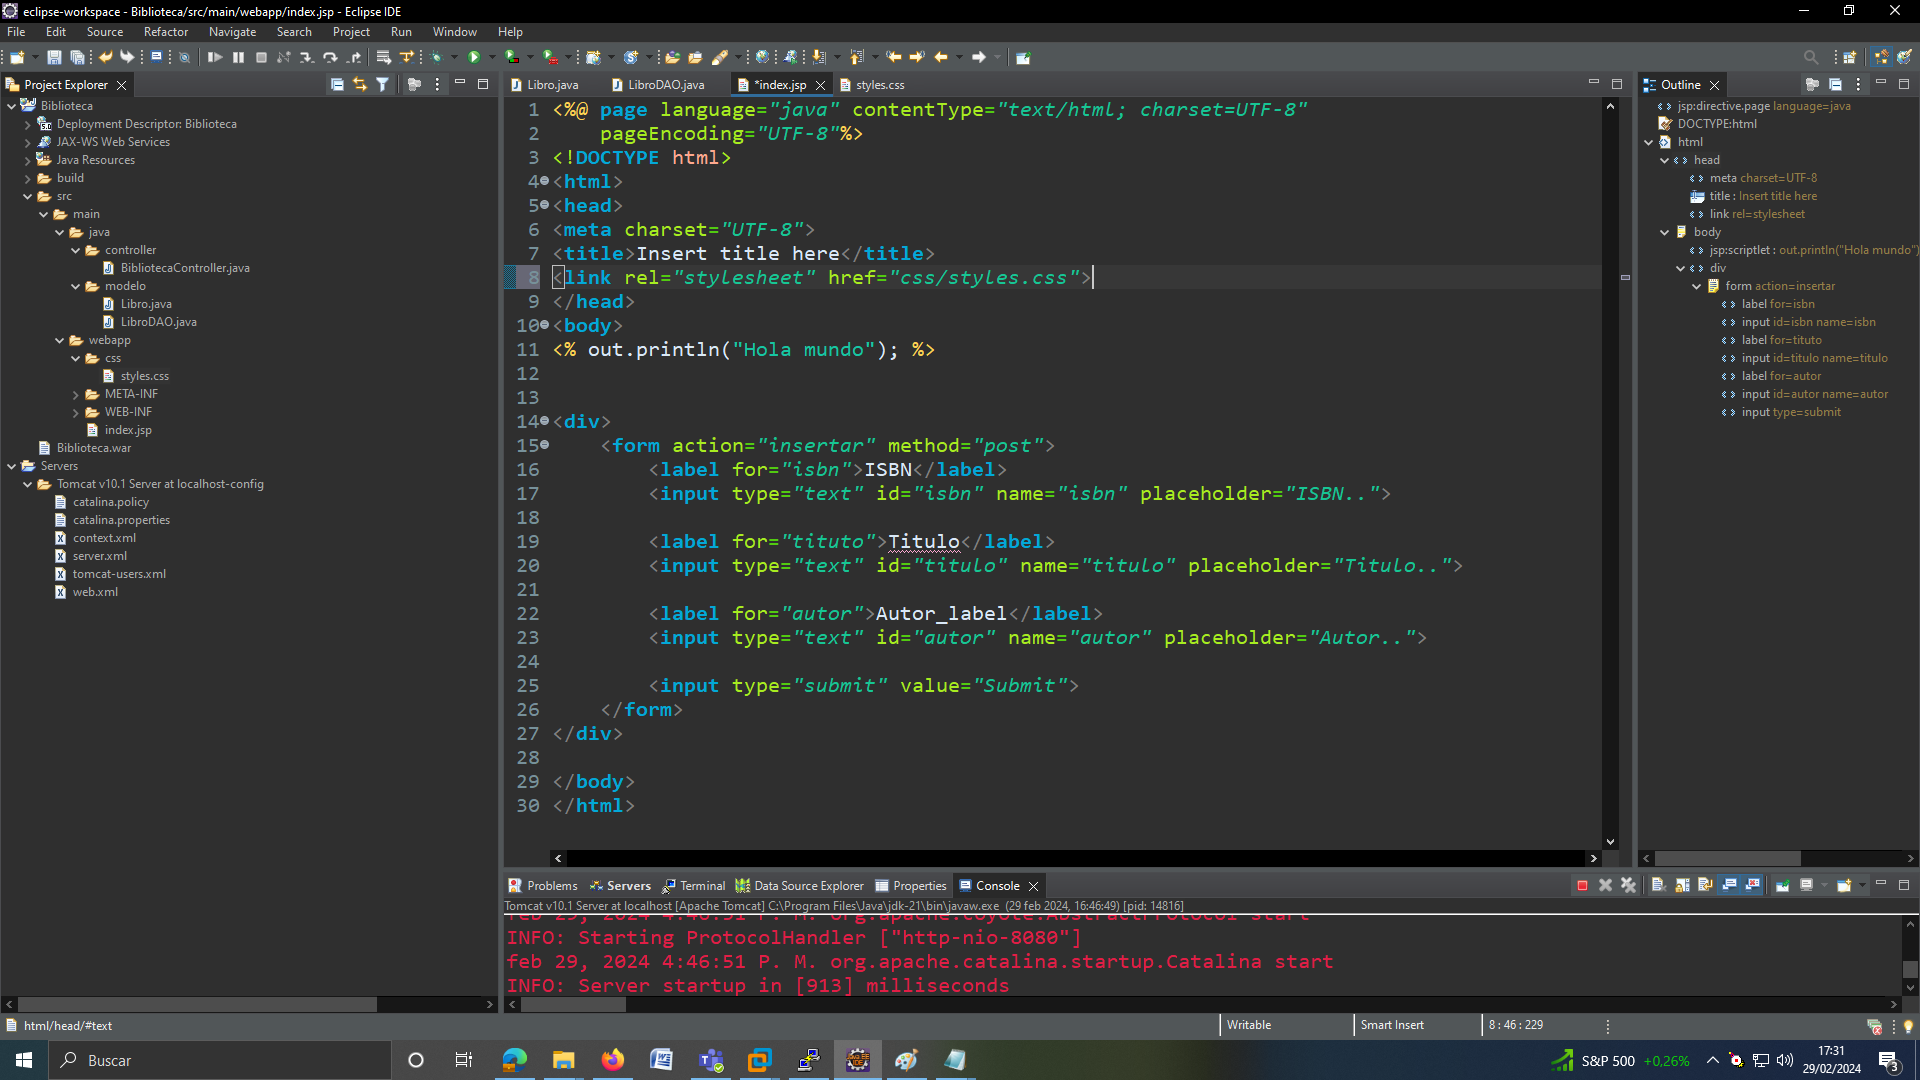 eclipse-workspace - Biblioteca/src/main/webapp/index.jsp - Eclipse IDE
File Edit Source Refactor Navigate Search Project Run Window Help
Project Explorer
Biblioteca
Deployment Descriptor: Biblioteca
JAX-WS Web Services
Java Resources
build
src
main
java
controller
BibliotecaController.java
modelo
Libro.java
LibroDAO.java
webapp
css
styles.css
META-INF
WEB-INF
index.jsp
Biblioteca.war
Servers
Tomcat v10.1 Server at localhost-config
catalina.policy
catalina.properties
context.xml
server.xml
tomcat-users.xml
web.xml
Libro.java LibroDAO.java *index.jsp styles.css
1 <%@ page language="java" contentType="text/html; charset=UTF-8"
2 pageEncoding="UTF-8"%>
3 <!DOCTYPE html>
4 <html>
5 <head>
6 <meta charset="UTF-8">
7 <title>Insert title here</title>
8 <link rel="stylesheet" href="css/styles.css">
9 </head>
10 <body>
11 <% out.println("Hola mundo"); %>
12
13
14 <div>
15 <form action="insertar" method="post">
16 <label for="isbn">ISBN</label>
17 <input type="text" id="isbn" name="isbn" placeholder="ISBN..">
18
19 <label for="tituto">Titulo</label>
20 <input type="text" id="titulo" name="titulo" placeholder="Titulo..">
21
22 <label for="autor">Autor_label</label>
23 <input type="text" id="autor" name="autor" placeholder="Autor..">
24
25 <input type="submit" value="Submit">
26 </form>
27 </div>
28
29 </body>
30 </html>
Outline
jsp:directive.page language=java
DOCTYPE:html
html
head
meta charset=UTF-8
title : Insert title here
link rel=stylesheet
body
jsp:scriptlet : out.println("Hola mundo")
div
form action=insertar
label for=isbn
input id=isbn name=isbn
label for=tituto
input id=titulo name=titulo
label for=autor
input id=autor name=autor
input type=submit
Problems Servers Terminal Data Source Explorer Properties Console
Tomcat v10.1 Server at localhost [Apache Tomcat] C:\Program Files\Java\jdk-21\bin\javaw.exe (29 feb 2024, 16:46:49) [pid: 14816]
feb 29, 2024 4:46:51 P. M. org.apache.coyote.AbstractProtocol start
INFO: Starting ProtocolHandler ["http-nio-8080"]
feb 29, 2024 4:46:51 P. M. org.apache.catalina.startup.Catalina start
INFO: Server startup in [913] milliseconds
html/head/#text
Writable Smart Insert 8 : 46 : 229
Buscar
S&P 500 +0,26%
17:31
29/02/2024
3